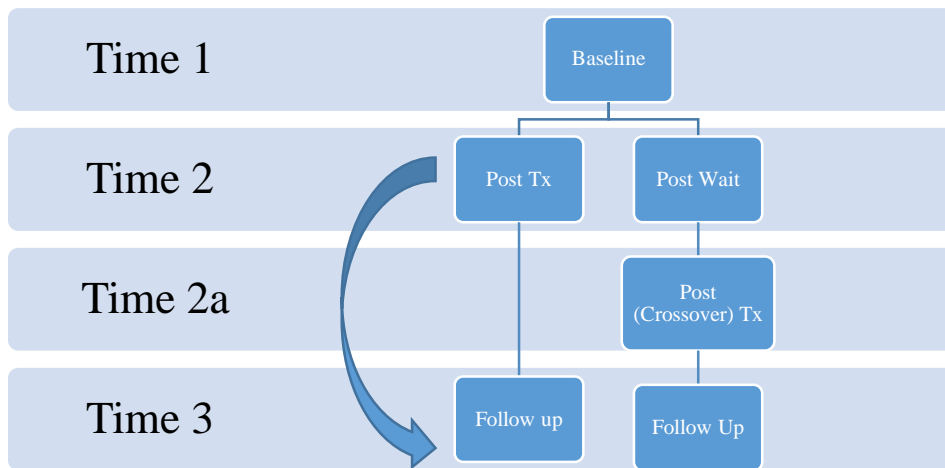 Time 1
Baseline
Time 2
Post Tx
Post Wait
Time 2a
Post
(Crossover) Tx
Time 3
Follow up
Follow Up